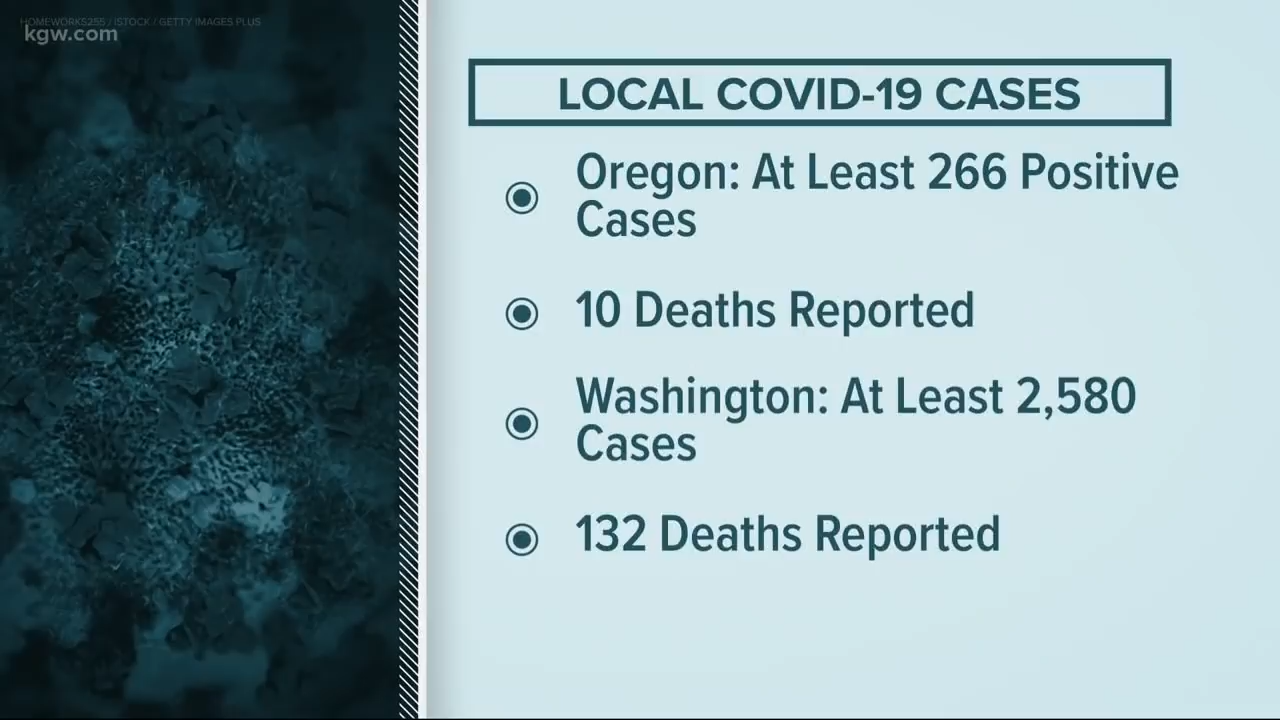 HOMEWORKS255 / ISTOCK / GETTY IMAGES PLUS
kgw.com
LOCAL COVID-19 CASES
Oregon: At Least 266 Positive
Cases
10 Deaths Reported
Washington: At Least 2,580
Cases
132 Deaths Reported